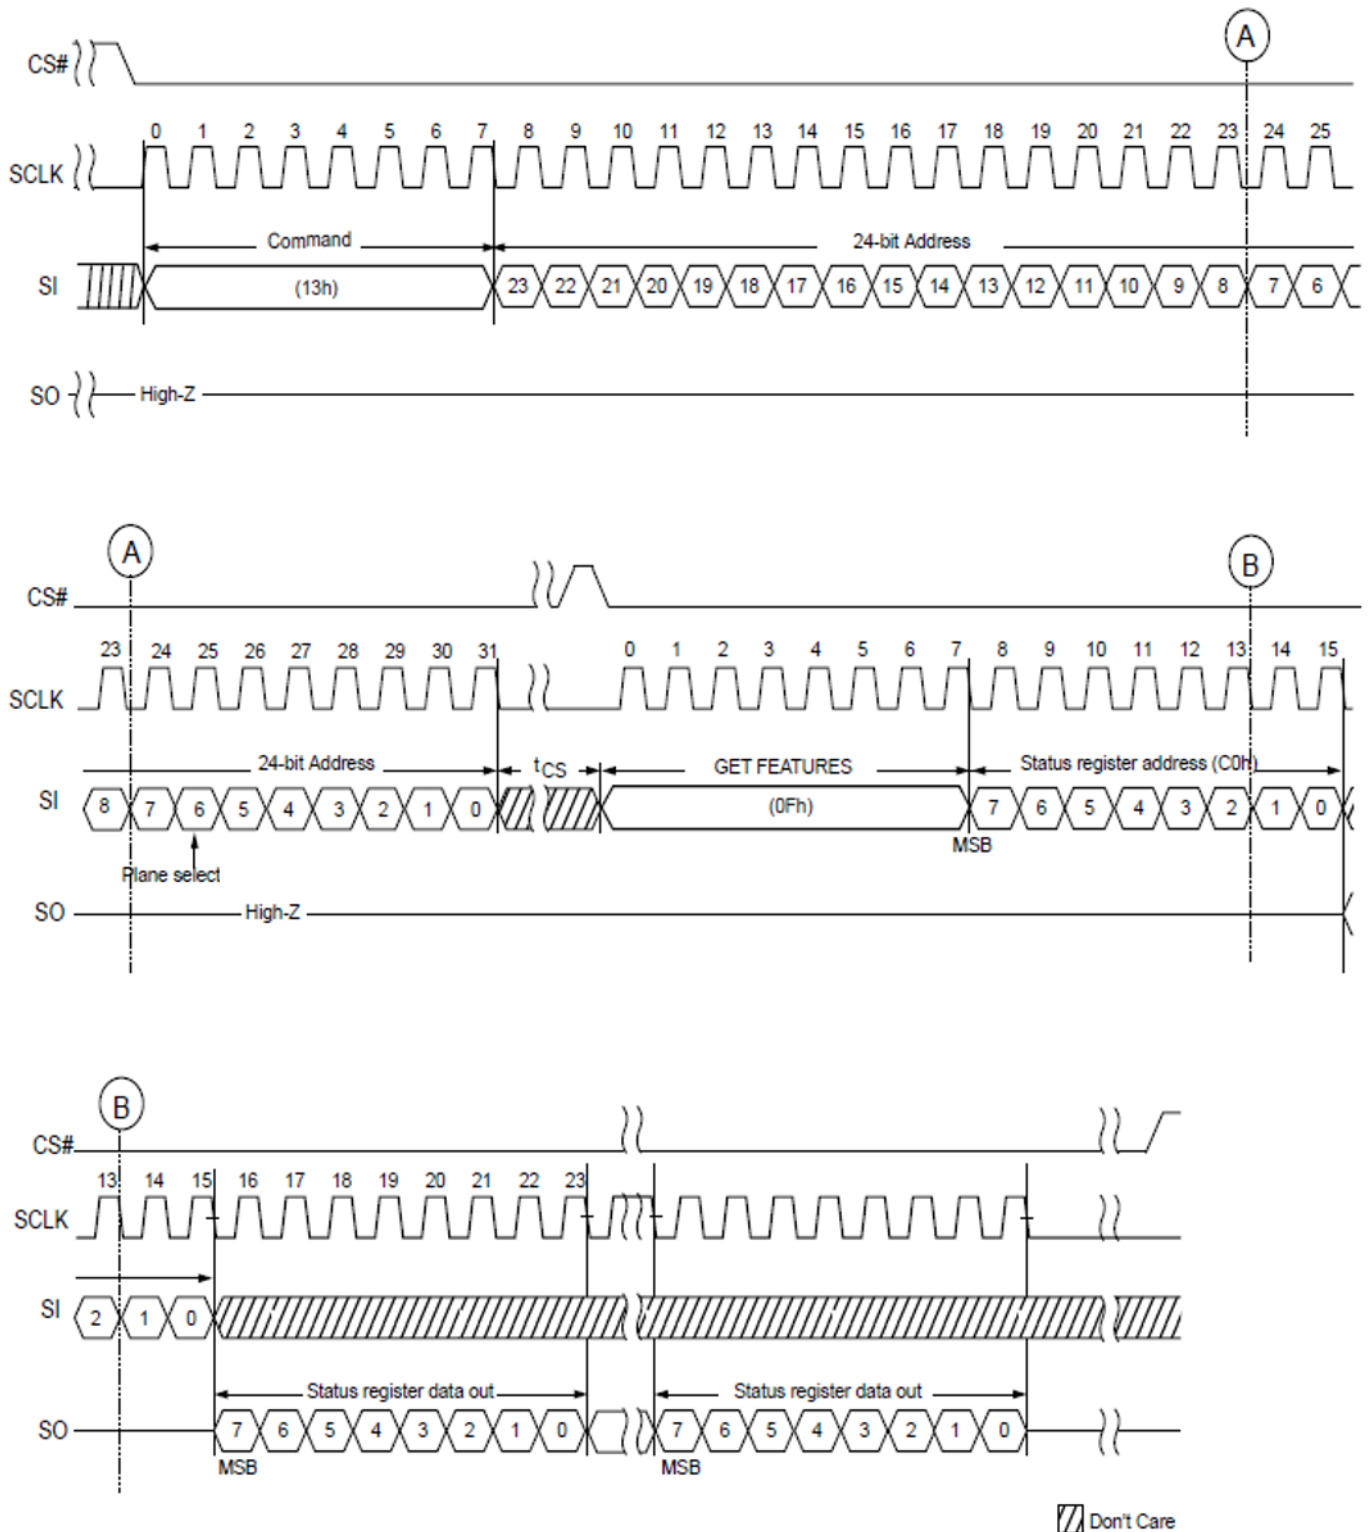 A
CS#
0 1 2 3 4 5 6 7 8 9 10 11 12 13 14 15 16 17 18 19 20 21 22 23 24 25
SCLK
Command 24-bit Address
SI (13h) 23 22 21 20 19 18 17 16 15 14 13 12 11 10 9 8 7 6
SO High-Z
A B
CS#
23 24 25 26 27 28 29 30 31 0 1 2 3 4 5 6 7 8 9 10 11 12 13 14 15
SCLK
24-bit Address tCS GET FEATURES Status register address (C0h)
SI 8 7 6 5 4 3 2 1 0 (0Fh) 7 6 5 4 3 2 1 0
MSB
Plane select
SO High-Z
B
CS#
13 14 15 16 17 18 19 20 21 22 23
SCLK
SI 2 1 0
Status register data out Status register data out
SO 7 6 5 4 3 2 1 0 7 6 5 4 3 2 1 0
MSB MSB
Don't Care